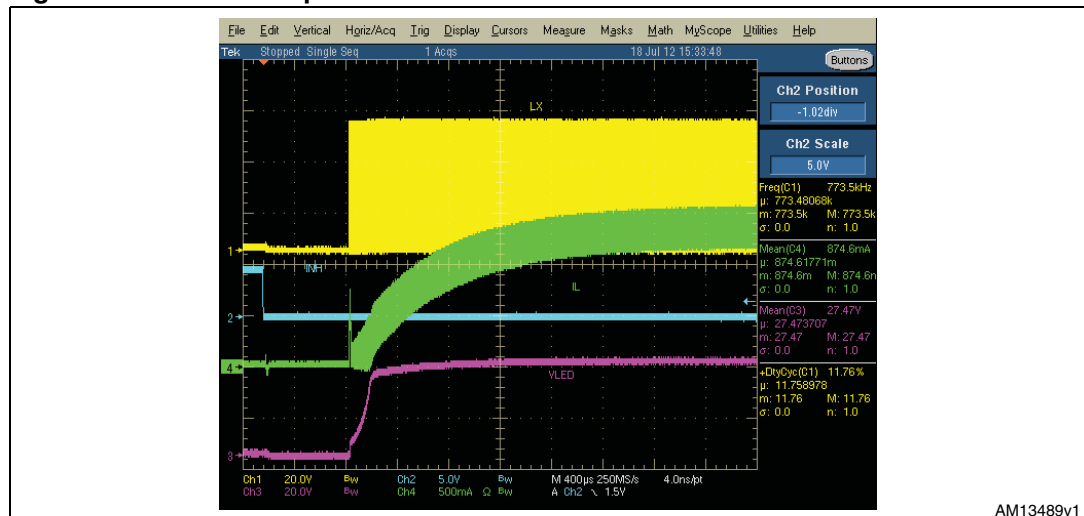 File Edit Vertical Horiz/Acq Trig Display Cursors Measure Masks Math MyScope Utilities Help
Tek Stopped Single Seq 1 Acqs 18 Jul 12 15:33:48
Buttons
Ch2 Position
-1.02div
Ch2 Scale
5.0V
LX
Freq(C1) 773.5kHz
μ: 773.48068k
m: 773.5k M: 773.5k
σ: 0.0 n: 1.0
Mean(C4) 874.6mA
μ: 874.61771m
m: 874.6m M: 874.6m
σ: 0.0 n: 1.0
Mean(C3) 27.47V
μ: 27.473707
m: 27.47 M: 27.47
σ: 0.0 n: 1.0
+DtyCyc(C1) 11.76%
μ: 11.758978
m: 11.76 M: 11.76
σ: 0.0 n: 1.0
1
INH
IL
2
4
VLED
3
Ch1 20.0V Bw Ch2 5.0V Bw M 400μs 250MS/s 4.0ns/pt
Ch3 20.0V Bw Ch4 500mA Ω Bw A Ch2 \ 1.5V
AM13489v1